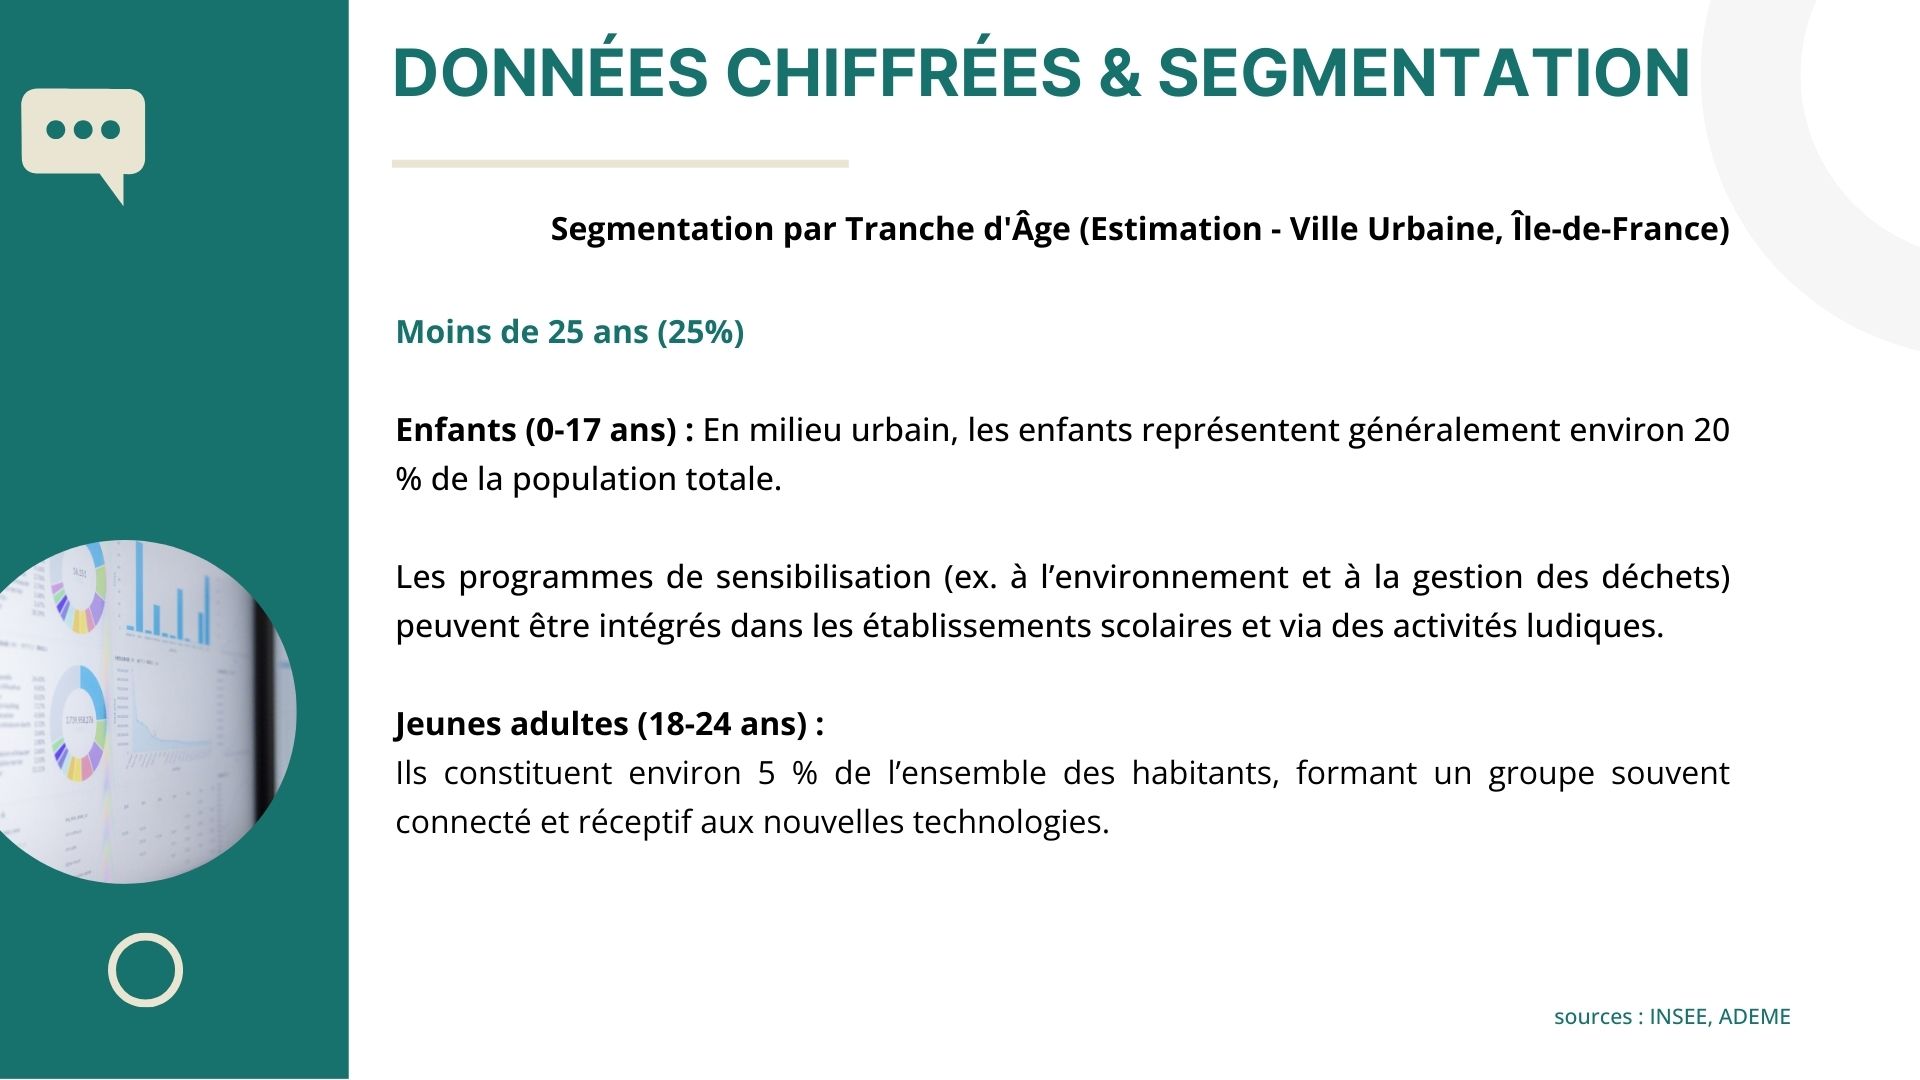 DONNÉES CHIFFRÉES & SEGMENTATION
Segmentation par Tranche d'Âge (Estimation - Ville Urbaine, Île-de-France)
Moins de 25 ans (25%)
Enfants (0-17 ans) : En milieu urbain, les enfants représentent généralement environ 20
% de la population totale.
Les programmes de sensibilisation (ex. à l’environnement et à la gestion des déchets)
peuvent être intégrés dans les établissements scolaires et via des activités ludiques.
Jeunes adultes (18-24 ans) :
Ils constituent environ 5 % de l’ensemble des habitants, formant un groupe souvent
connecté et réceptif aux nouvelles technologies.
sources : INSEE, ADEME